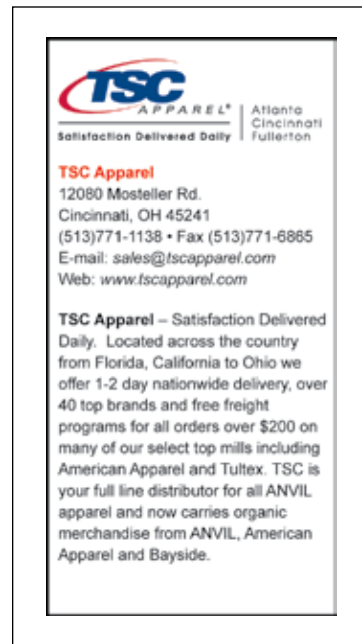 TSC
APPAREL®
Satisfaction Delivered Daily
Atlanta
Cincinnati
Fullerton
TSC Apparel
12080 Mosteller Rd.
Cincinnati, OH 45241
(513)771-1138 • Fax (513)771-6865
E-mail: sales@tscapparel.com
Web: www.tscapparel.com
TSC Apparel – Satisfaction Delivered
Daily. Located across the country
from Florida, California to Ohio we
offer 1-2 day nationwide delivery, over
40 top brands and free freight
programs for all orders over $200 on
many of our select top mills including
American Apparel and Tultex. TSC is
your full line distributor for all ANVIL
apparel and now carries organic
merchandise from ANVIL, American
Apparel and Bayside.